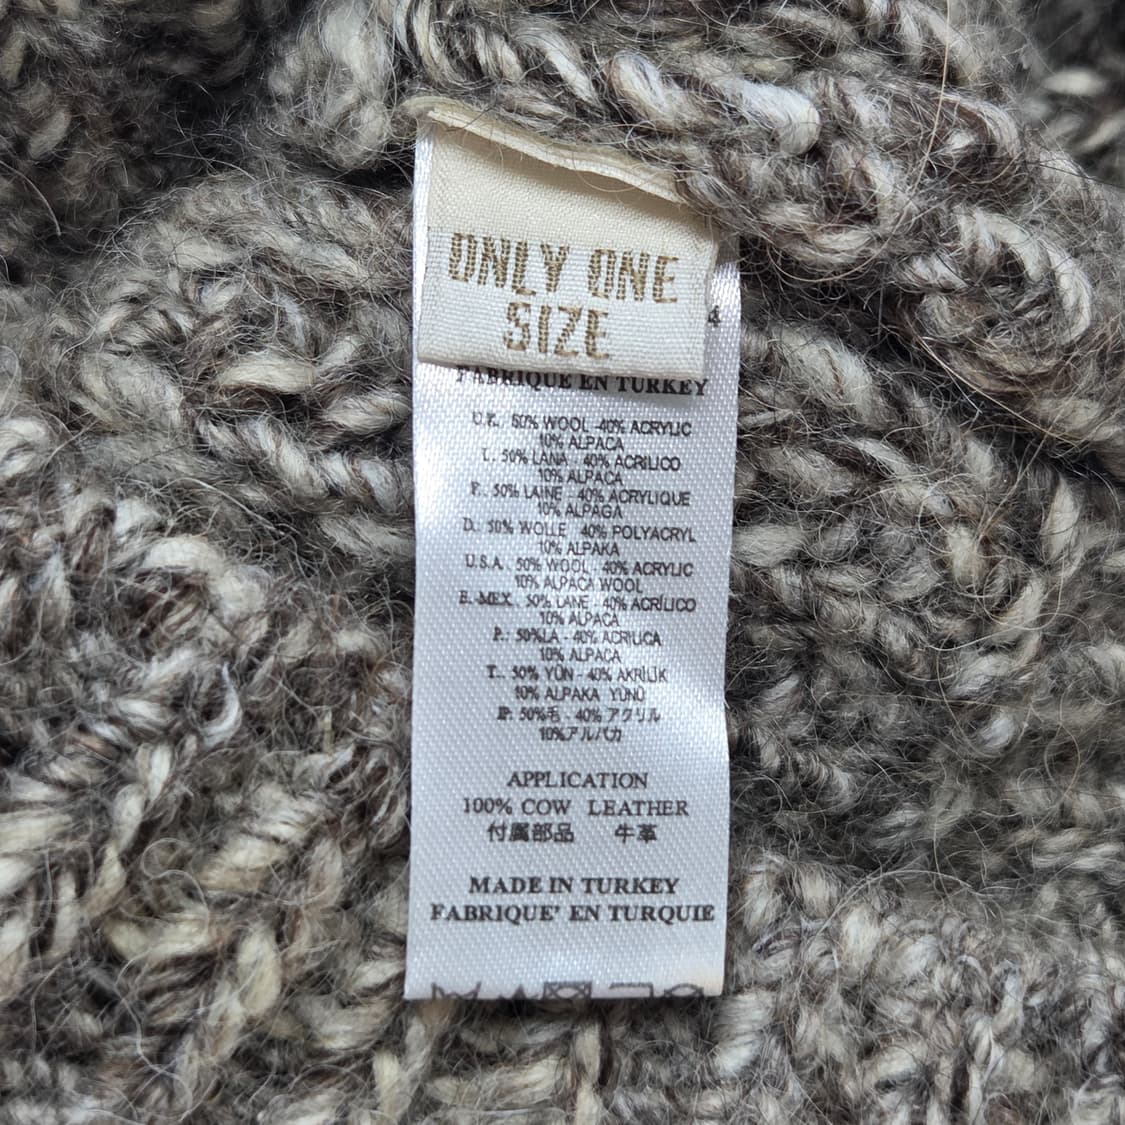 ONLY ONE
SIZE
4
FABRIQUE EN TURKEY
U.K. 50% WOOL - 40% ACRYLIC
10% ALPACA
I. 50% LANA - 40% ACRILICO
10% ALPACA
F. 50% LAINE - 40% ACRYLIQUE
10% ALPAGA
D. 50% WOLLE 40% POLYACRYL
10% ALPAKA
U.S.A. 50% WOOL - 40% ACRYLIC
10% ALPACA WOOL
E.-MEX. 50% LANE - 40% ACRÍLICO
10% ALPACA
P.: 50%LA - 40% ACRILICA
10% ALPACA
T.. 50% YÜN - 40% AKRİLİK
10% ALPAKA YÜNÜ
JP: 50%毛 - 40% アクリル
10%アルパカ
APPLICATION
100% COW LEATHER
付属部品 牛革
MADE IN TURKEY
FABRIQUE' EN TURQUIE